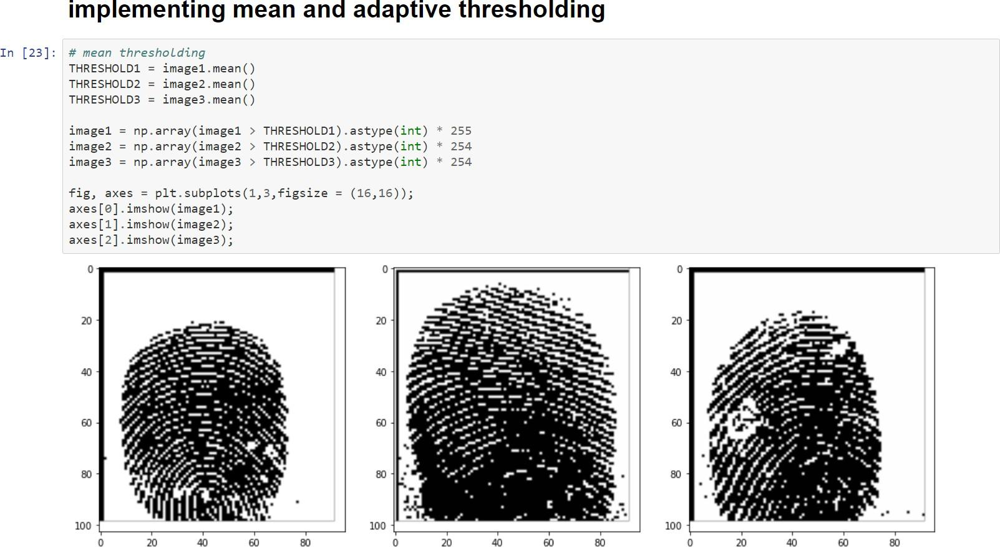 implementing mean and adaptive thresholding
In [23]:
# mean thresholding
THRESHOLD1 = image1.mean()
THRESHOLD2 = image2.mean()
THRESHOLD3 = image3.mean()
image1 = np.array(image1 > THRESHOLD1).astype(int) * 255
image2 = np.array(image2 > THRESHOLD2).astype(int) * 254
image3 = np.array(image3 > THRESHOLD3).astype(int) * 254
fig, axes = plt.subplots(1,3,figsize = (16,16));
axes[0].imshow(image1);
axes[1].imshow(image2);
axes[2].imshow(image3);
0
20
40
60
80
100
0 20 40 60 80
0
20
40
60
80
100
0 20 40 60 80
0
20
40
60
80
100
0 20 40 60 80